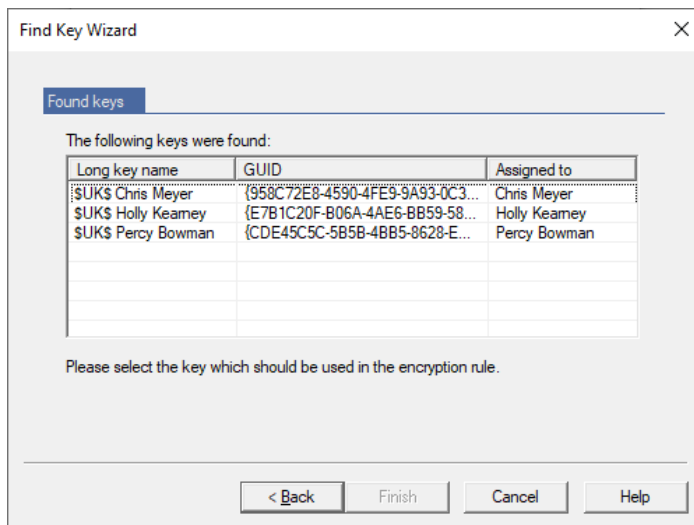 Find Key Wizard
Found keys
The following keys were found:
Long key name GUID Assigned to
$UK$ Chris Meyer {958C72E8-4590-4FE9-9A93-0C3... Chris Meyer
$UK$ Holly Kearney {E7B1C20F-B06A-4AE6-BB59-58... Holly Kearney
$UK$ Percy Bowman {CDE45C5C-5B5B-4BB5-8628-E... Percy Bowman
Please select the key which should be used in the encryption rule.
< Back Finish Cancel Help